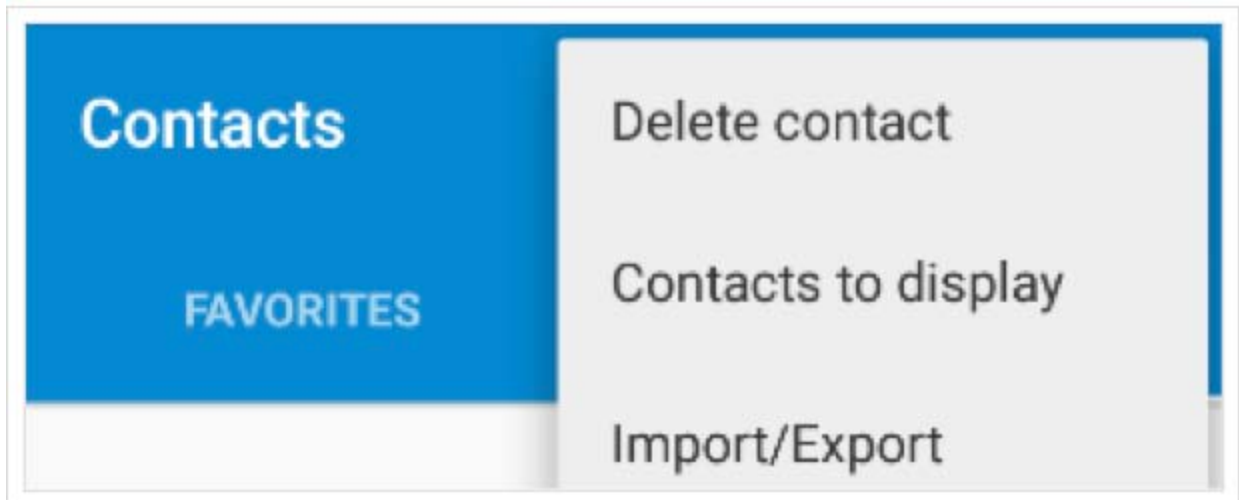 Contacts
FAVORITES
Delete contact
Contacts to display
Import/Export